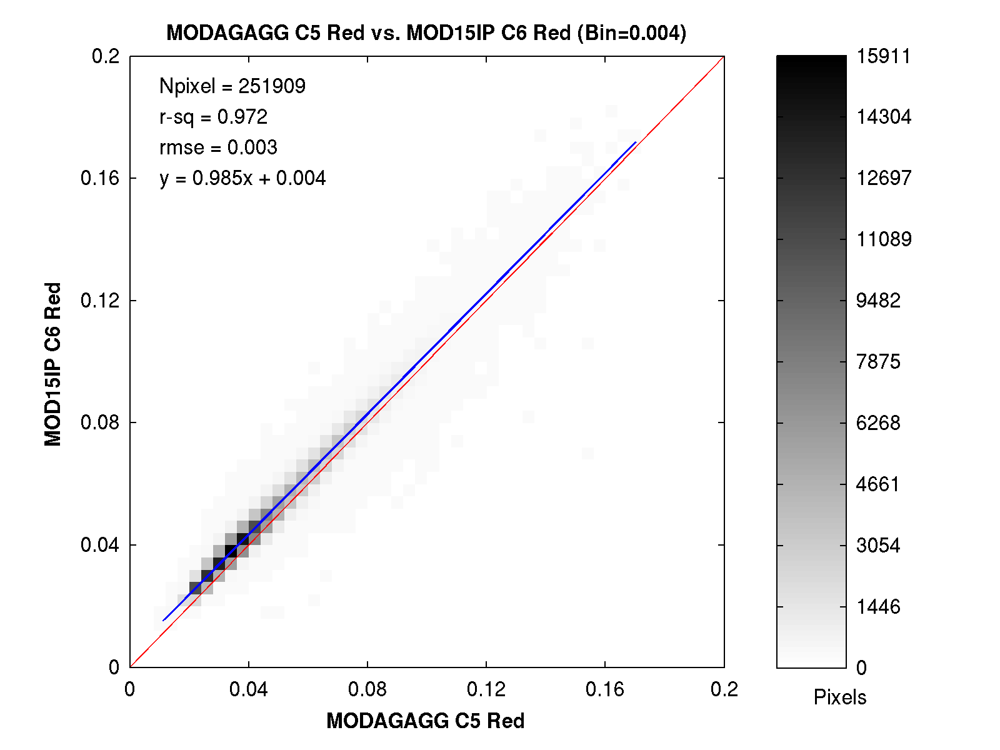 MODAGAGG C5 Red vs. MOD15IP C6 Red (Bin=0.004)
Npixel = 251909
r-sq = 0.972
rmse = 0.003
y = 0.985x + 0.004
MOD15IP C6 Red
0.2
0.16
0.12
0.08
0.04
0
0 0.04 0.08 0.12 0.16 0.2
MODAGAGG C5 Red
15911
14304
12697
11089
9482
7875
6268
4661
3054
1446
0
Pixels